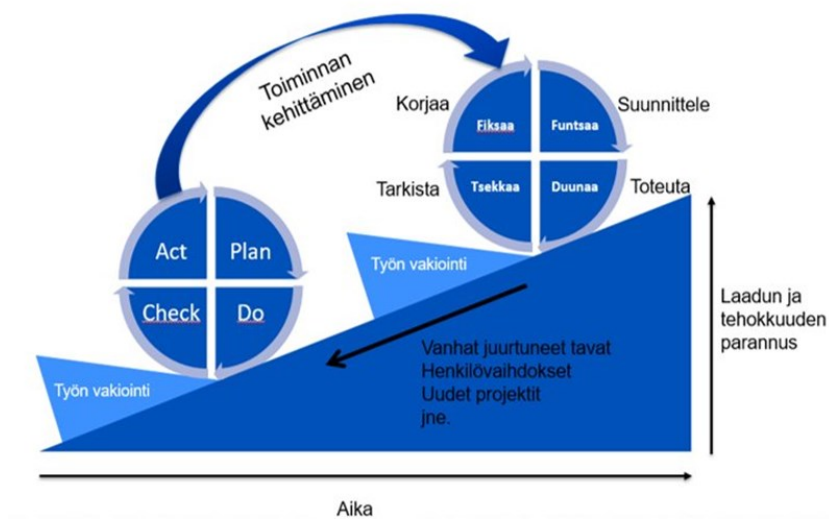 Toiminnan
kehittäminen
Korjaa
Suunnittele
Fiksaa
Funtsaa
Tsekkaa
Duunaa
Tarkista
Toteuta
Act
Plan
Check
Do
Työn vakiointi
Työn vakiointi
Vanhat juurtuneet tavat
Henkilövaihdokset
Uudet projektit
jne.
Laadun ja
tehokkuuden
parannus
Aika